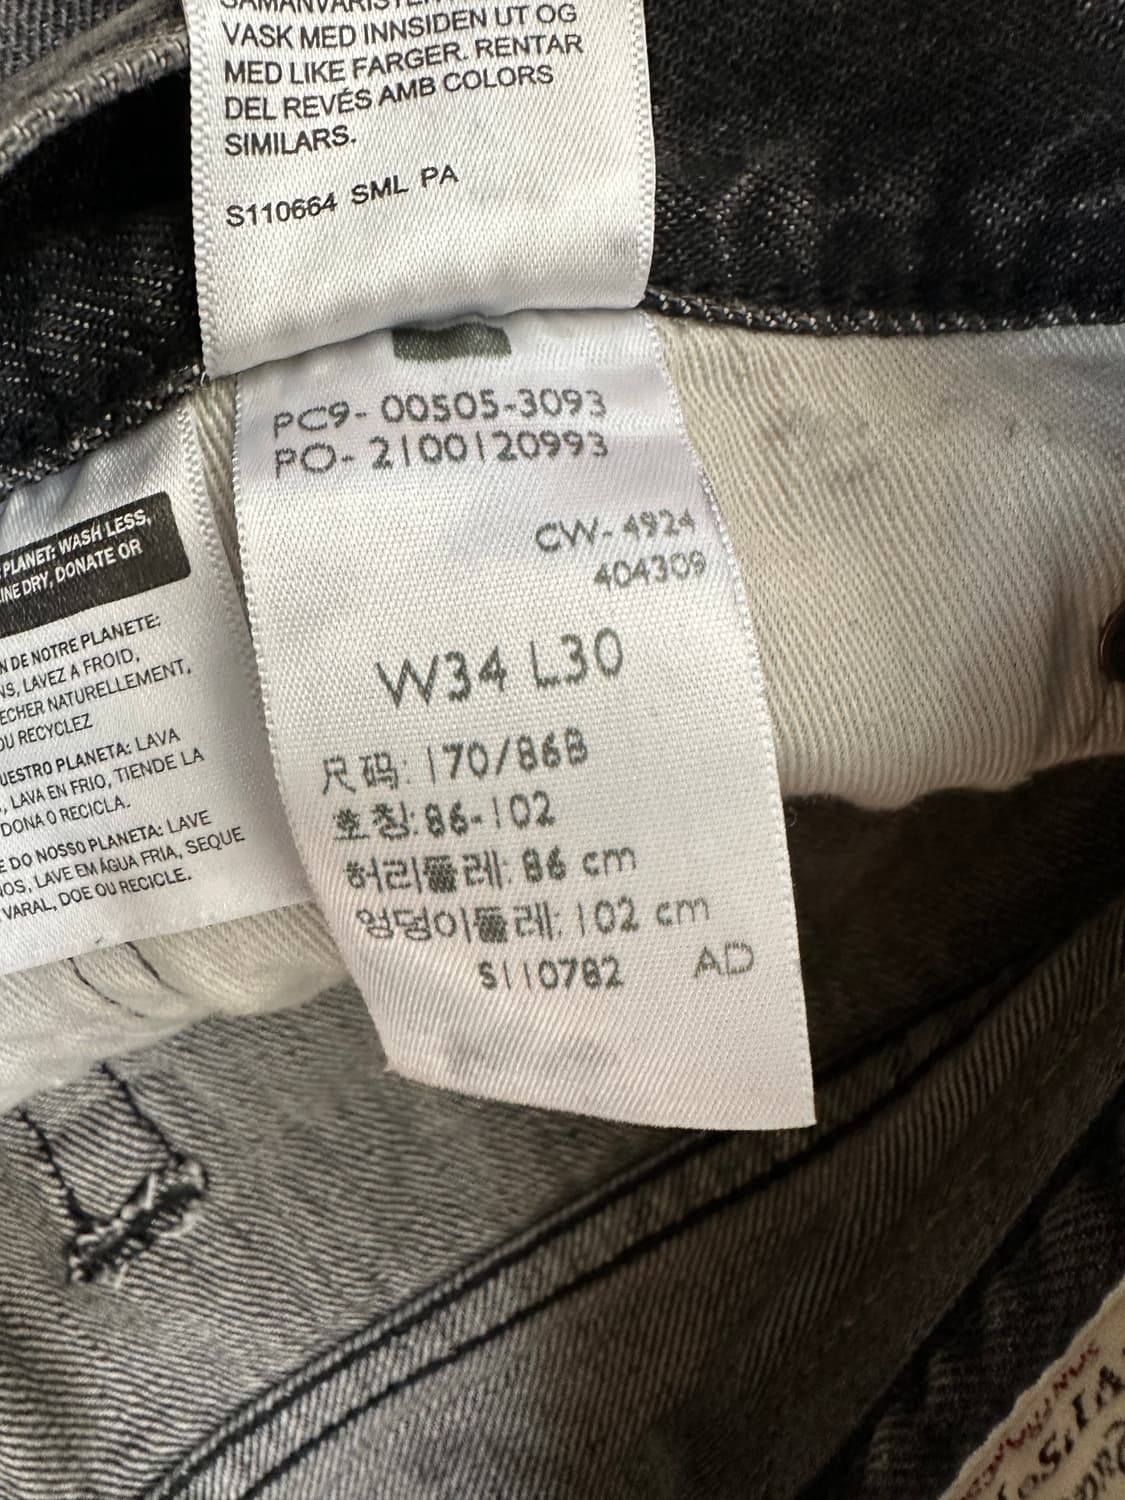 VASK MED INNSIDEN UT OG
MED LIKE FARGER. RENTAR
DEL REVÉS AMB COLORS
SIMILARS.
S110664 SML PA
PC9- 00505-3093
PO- 2100120993
CW- 4924
404309
W34 L30
尺码: 170/86B
호칭: 86-102
허리둘레: 86 cm
엉덩이둘레: 102 cm
S110782 AD
PLANET: WASH LESS,
LINE DRY, DONATE OR
DE NOTRE PLANETE:
LAVEZ A FROID,
NATURELLEMENT,
OU RECYCLEZ
PLANETA: LAVA
LAVA EN FRIO, TIENDE LA
DONA O RECICLA.
DO NOSSO PLANETA: LAVE
LAVE EM ÁGUA FRIA, SEQUE
VARAL, DOE OU RECICLE.